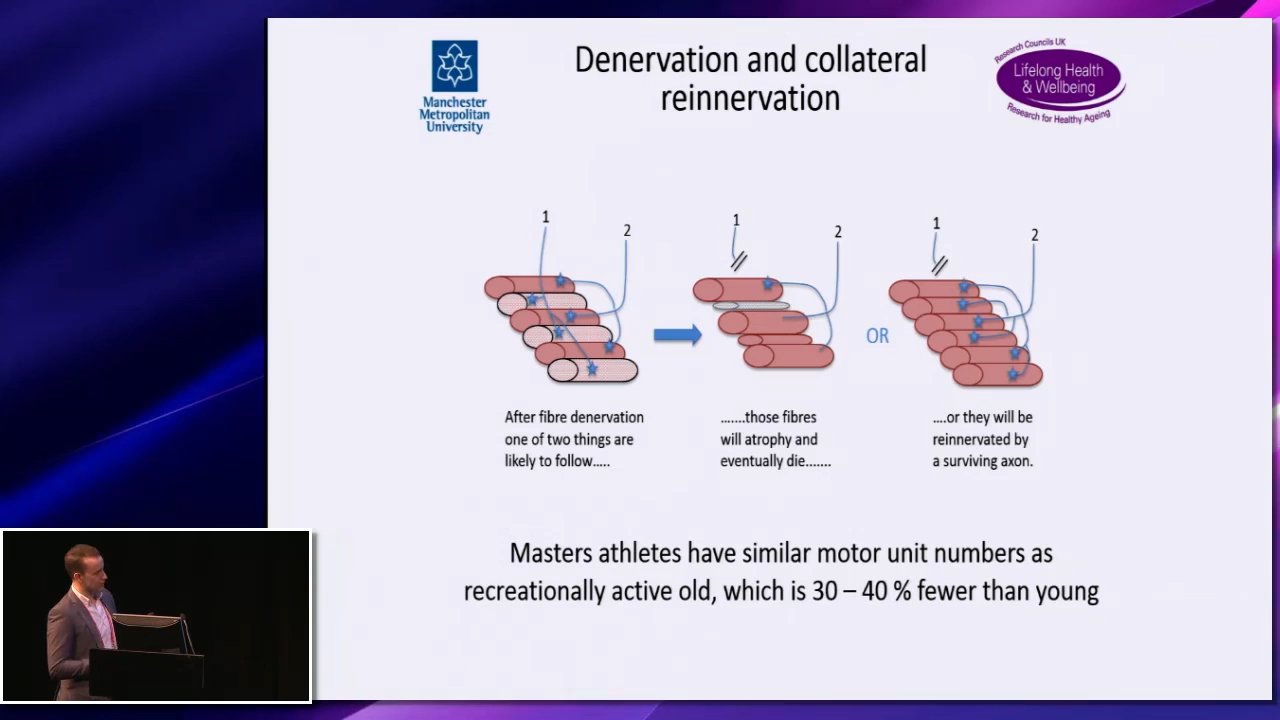 Denervation and collateral
reinnervation
Manchester
Metropolitan
University
Research Councils UK
Lifelong Health
& Wellbeing
Research for Healthy Ageing
1
2
1
2
1
2
OR
After fibre denervation
one of two things are
likely to follow.....
.......those fibres
will atrophy and
eventually die.......
....or they will be
reinnervated by
a surviving axon.
Masters athletes have similar motor unit numbers as
recreationally active old, which is 30 – 40 % fewer than young